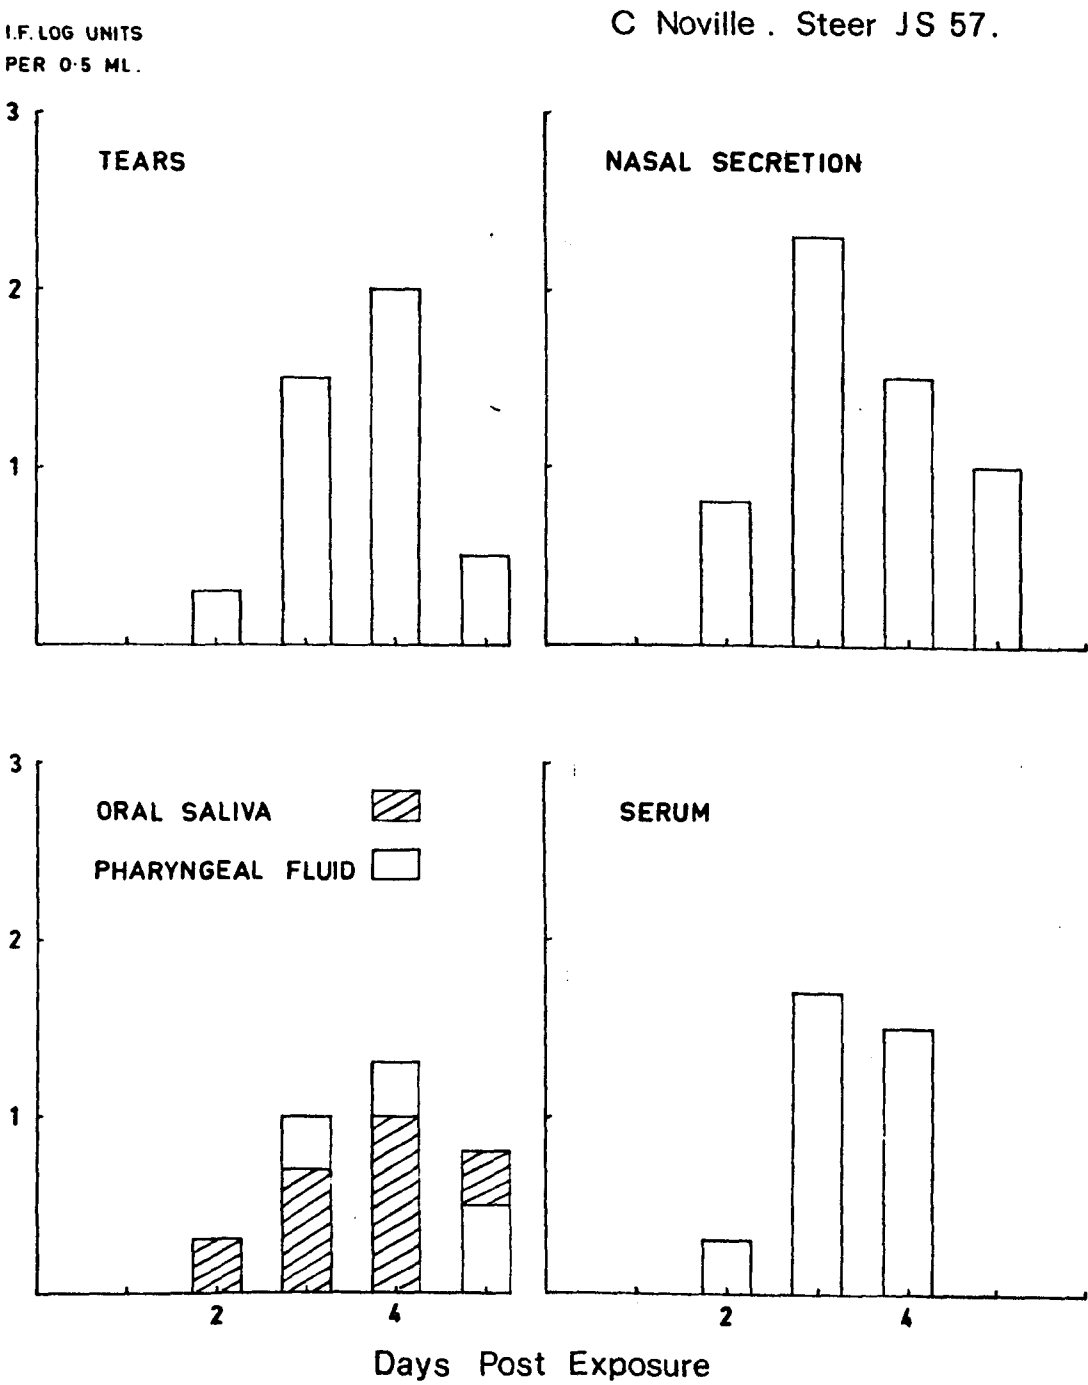 C Noville. Steer JS 57.
I.F. LOG UNITS
PER 0·5 ML.
3
TEARS
NASAL SECRETION
2
1
3
ORAL SALIVA
SERUM
PHARYNGEAL FLUID
2
1
2 4 2 4
Days Post Exposure